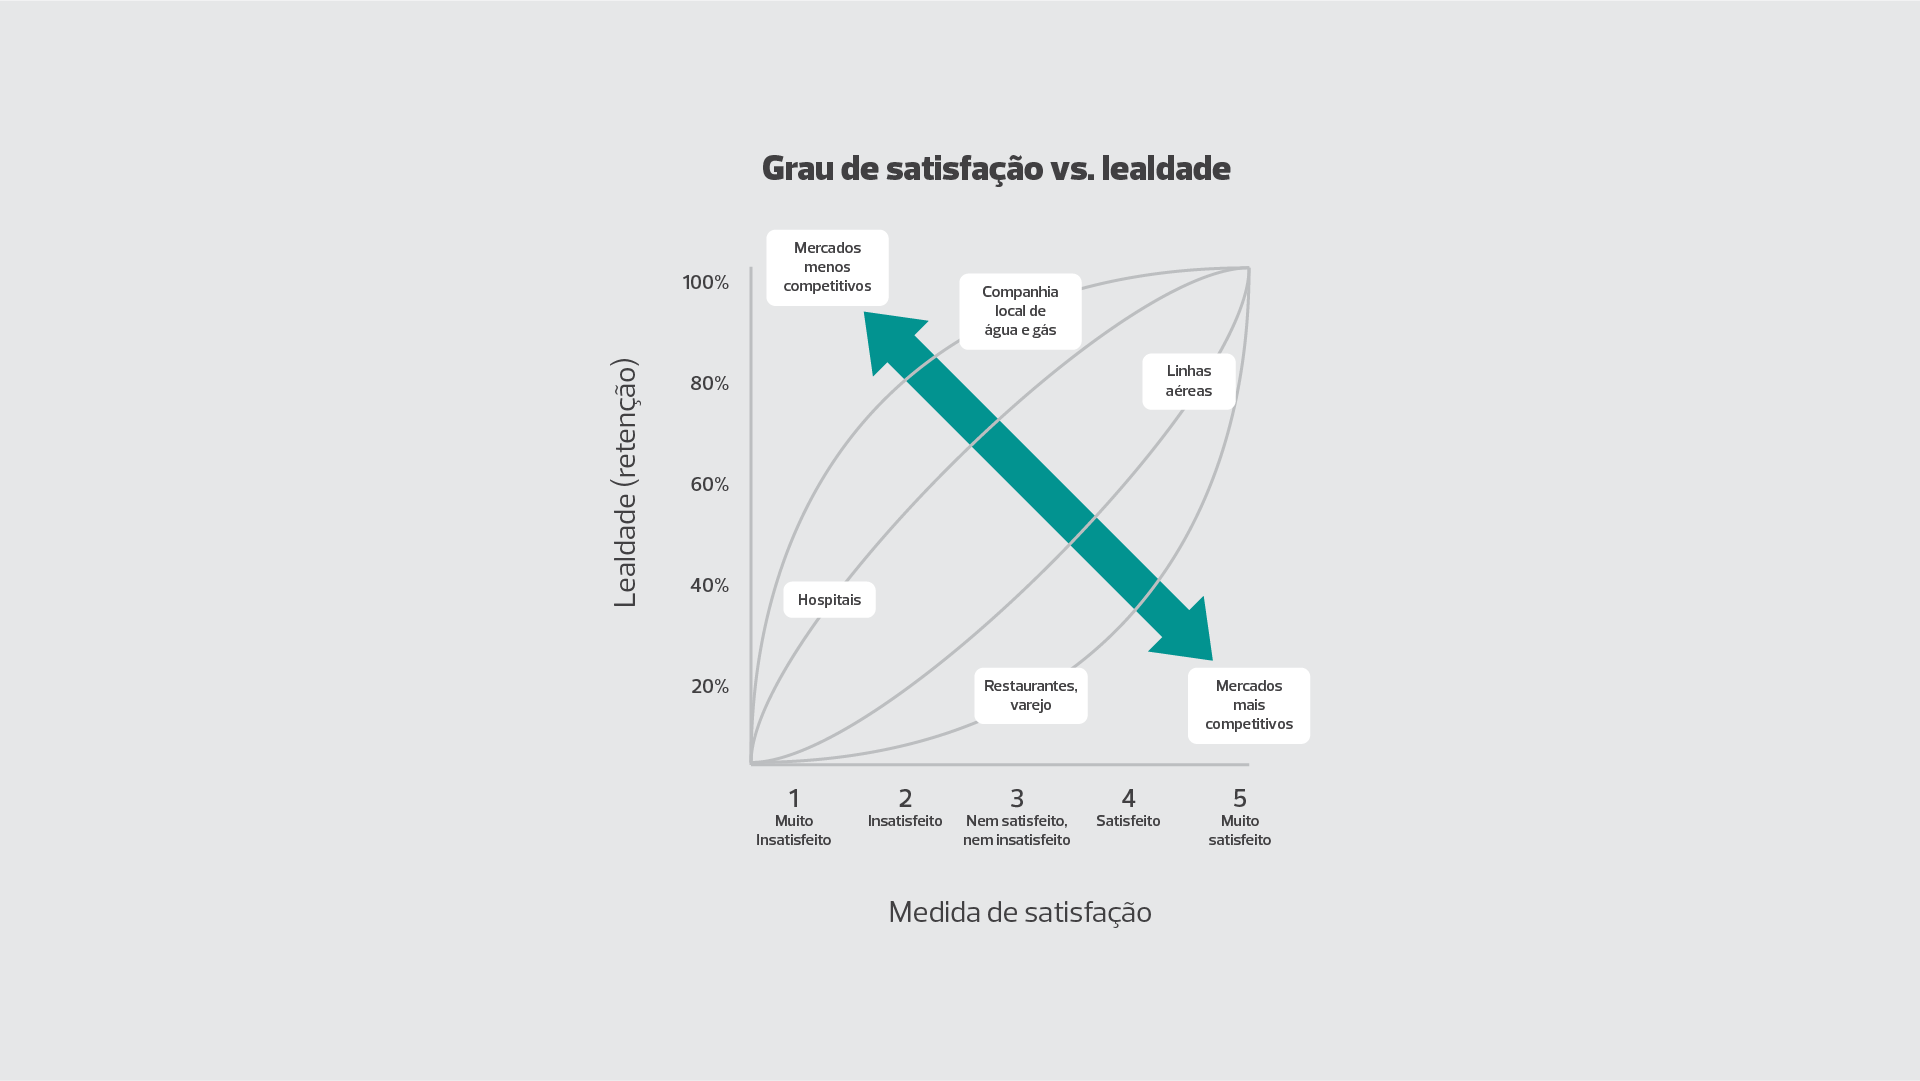 Grau de satisfação vs. lealdade
Mercados
menos
competitivos
Companhia
local de
água e gás
Linhas
aéreas
Hospitais
Restaurantes,
varejo
Mercados
mais
competitivos
Lealdade (retenção)
100%
80%
60%
40%
20%
1
Muito
Insatisfeito
2
Insatisfeito
3
Nem satisfeito,
nem insatisfeito
4
Satisfeito
5
Muito
satisfeito
Medida de satisfação